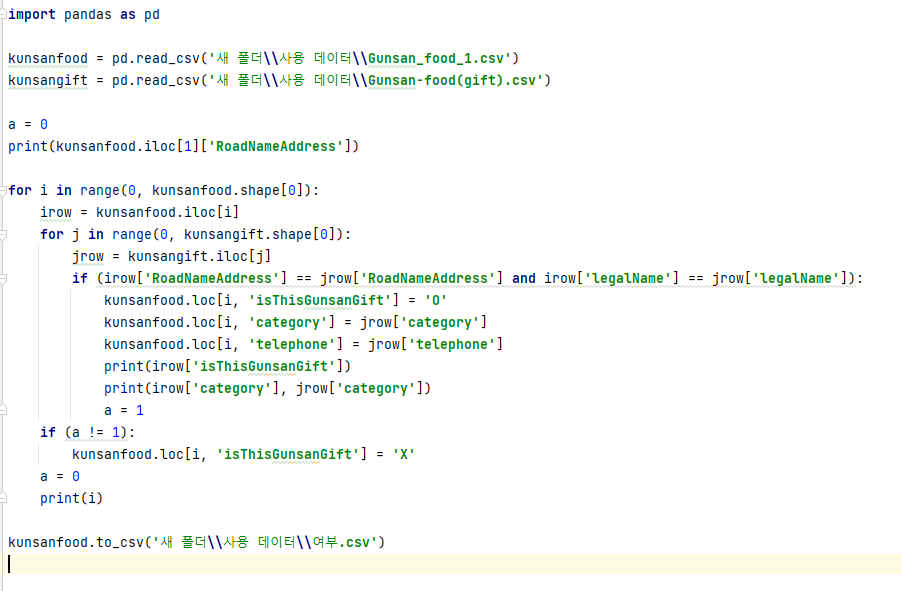 import pandas as pd
kunsanfood = pd.read_csv('새 폴더\\사용 데이터\\Gunsan_food_1.csv')
kunsangift = pd.read_csv('새 폴더\\사용 데이터\\Gunsan-food(gift).csv')
a = 0
print(kunsanfood.iloc[1]['RoadNameAddress'])
for i in range(0, kunsanfood.shape[0]):
    irow = kunsanfood.iloc[i]
    for j in range(0, kunsangift.shape[0]):
        jrow = kunsangift.iloc[j]
        if (irow['RoadNameAddress'] == jrow['RoadNameAddress'] and irow['legalName'] == jrow['legalName']):
            kunsanfood.loc[i, 'isThisGunsanGift'] = 'O'
            kunsanfood.loc[i, 'category'] = jrow['category']
            kunsanfood.loc[i, 'telephone'] = jrow['telephone']
            print(irow['isThisGunsanGift'])
            print(irow['category'], jrow['category'])
            a = 1
    if (a != 1):
        kunsanfood.loc[i, 'isThisGunsanGift'] = 'X'
    a = 0
    print(i)
kunsanfood.to_csv('새 폴더\\사용 데이터\\여부.csv')